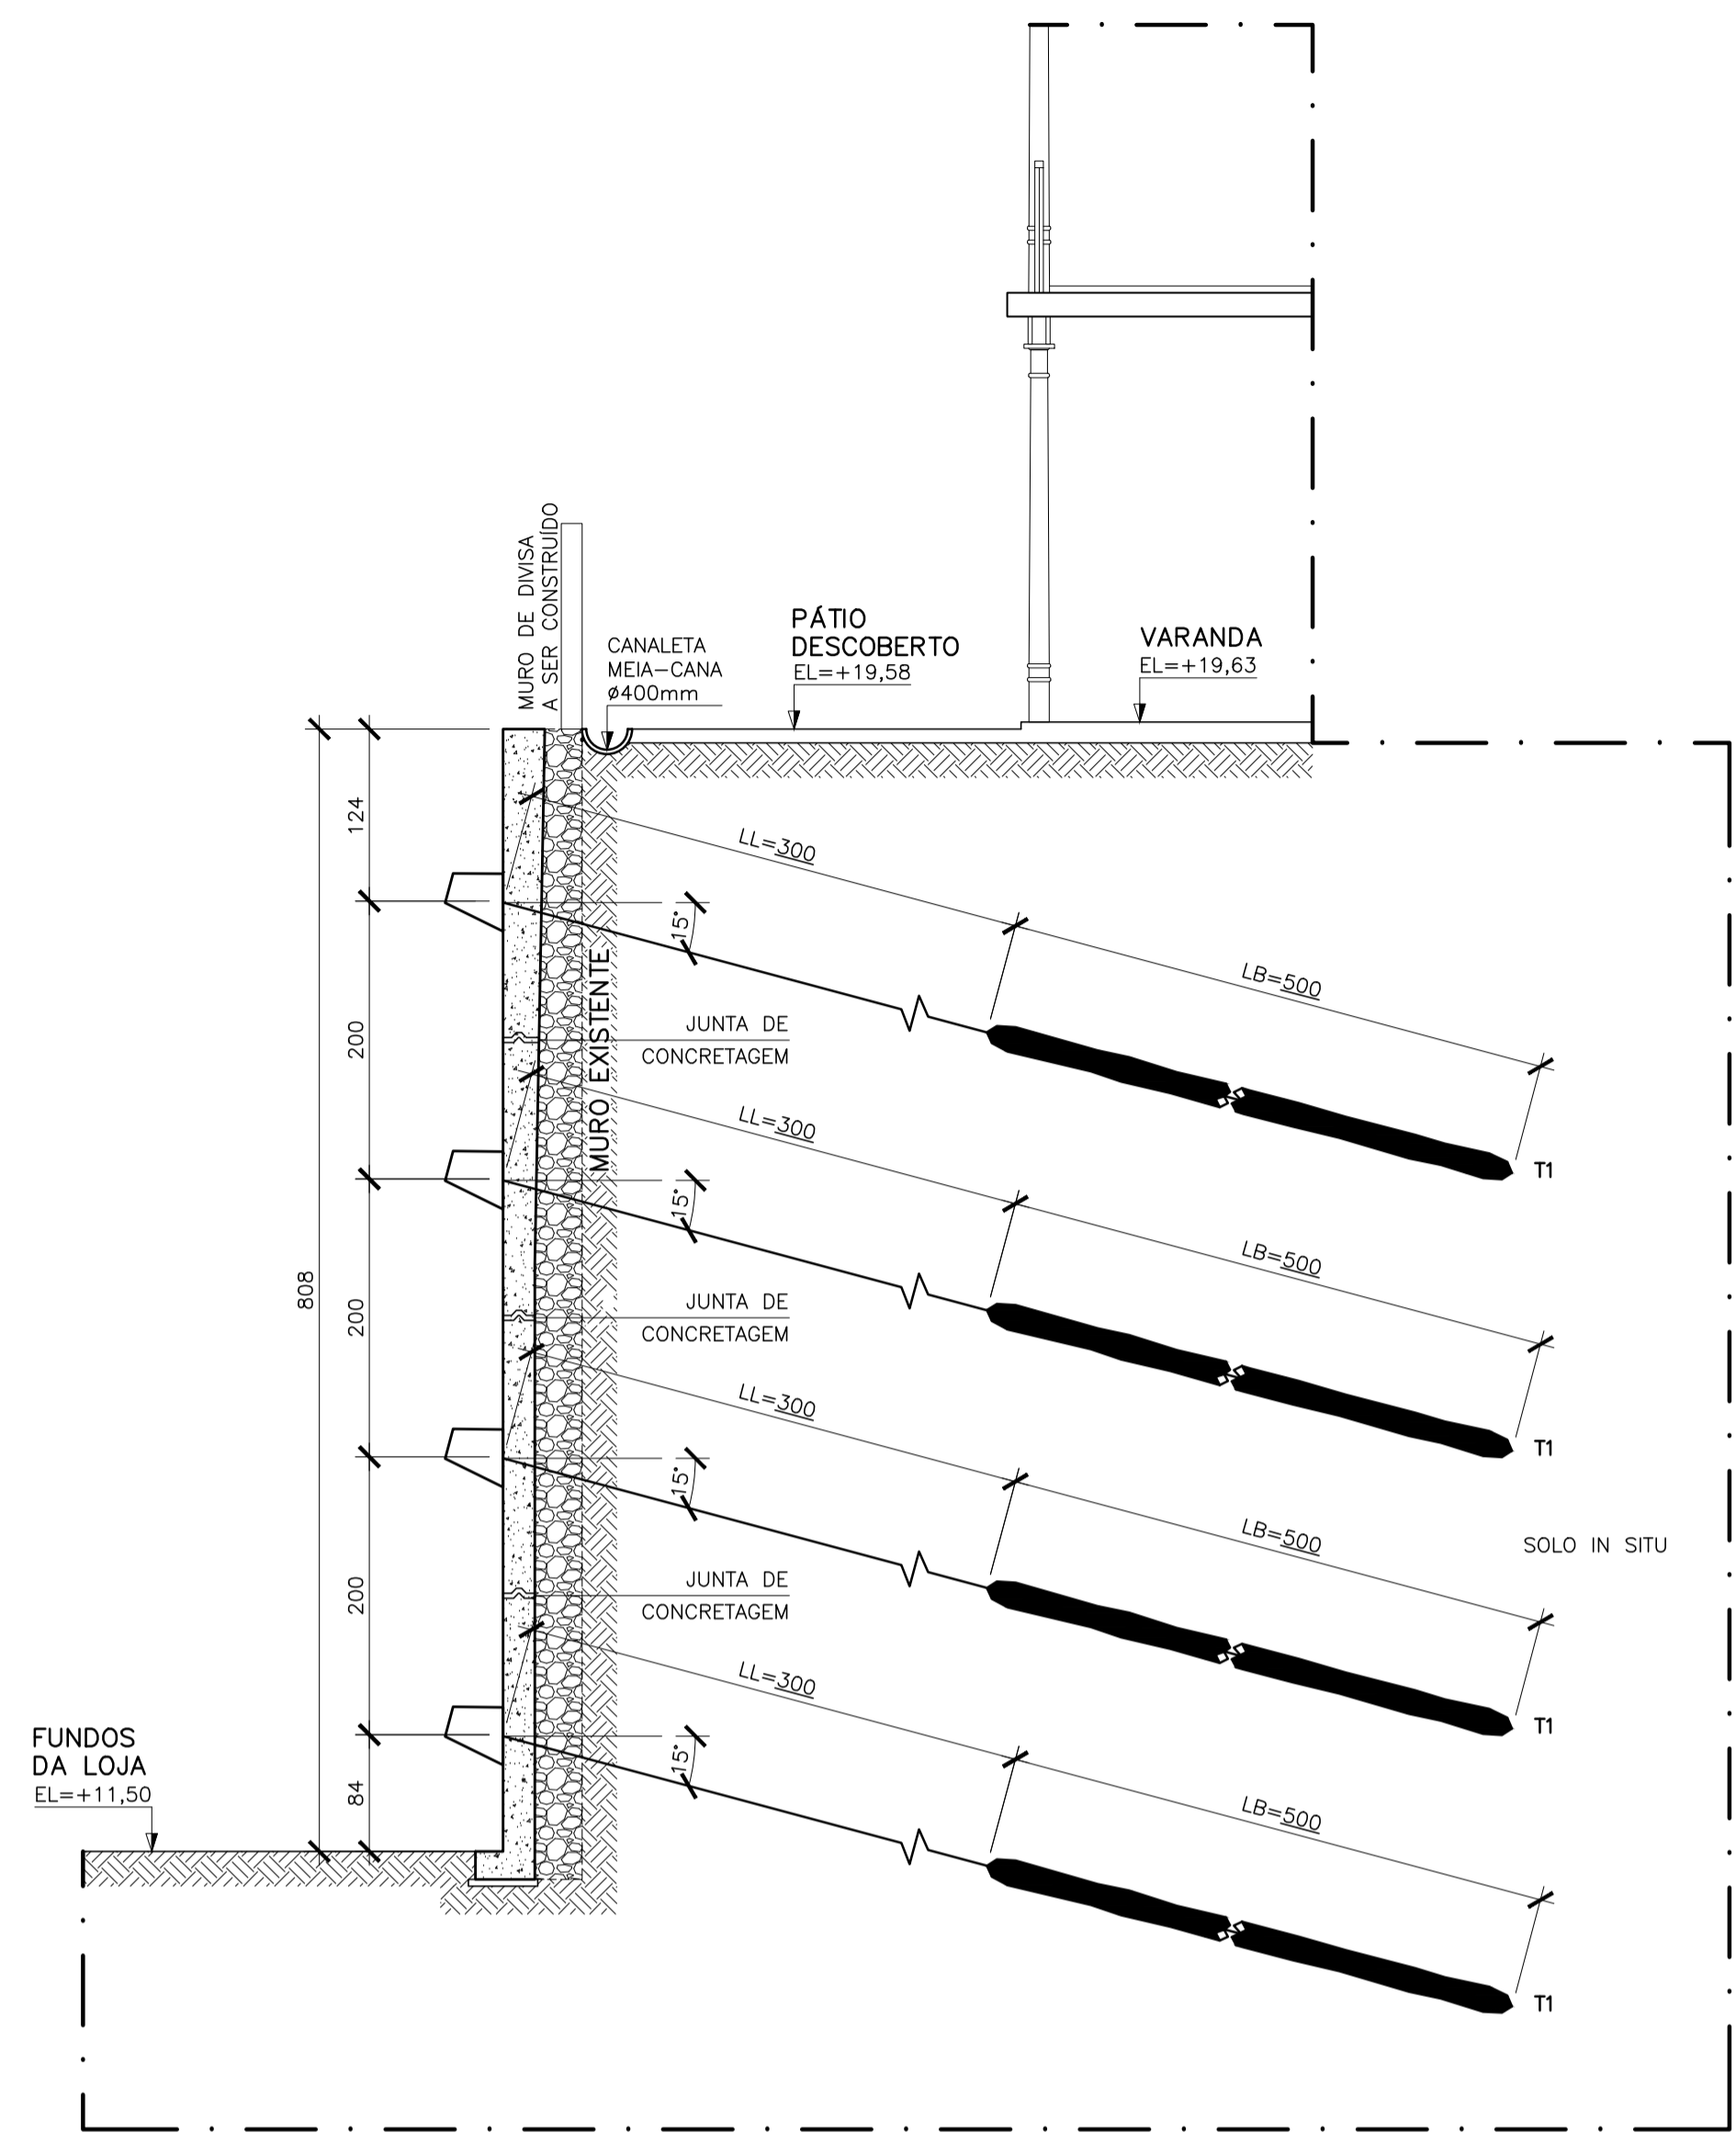 MURO DE DIVISA
A SER CONSTRUÍDO
CANALETA
MEIA-CANA
ø400mm
PÁTIO
DESCOBERTO
EL=+19,58
VARANDA
EL=+19,63
124
LL=300
15°
LB=500
T1
MURO EXISTENTE
200
JUNTA DE
CONCRETAGEM
LL=300
15°
LB=500
T1
808
200
JUNTA DE
CONCRETAGEM
LL=300
15°
LB=500
T1
SOLO IN SITU
200
JUNTA DE
CONCRETAGEM
LL=300
15°
LB=500
T1
FUNDOS
DA LOJA
EL=+11,50
84